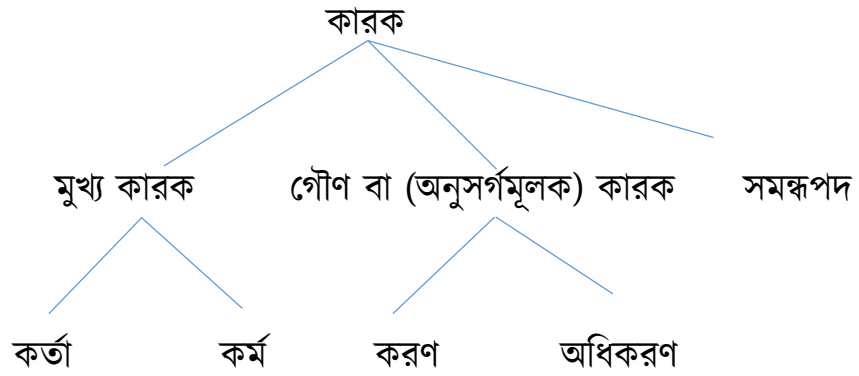 কারক
মুখ্য কারক গৌণ বা (অনুসর্গমূলক) কারক সমন্ধপদ
কর্তা কর্ম করণ অধিকরণ